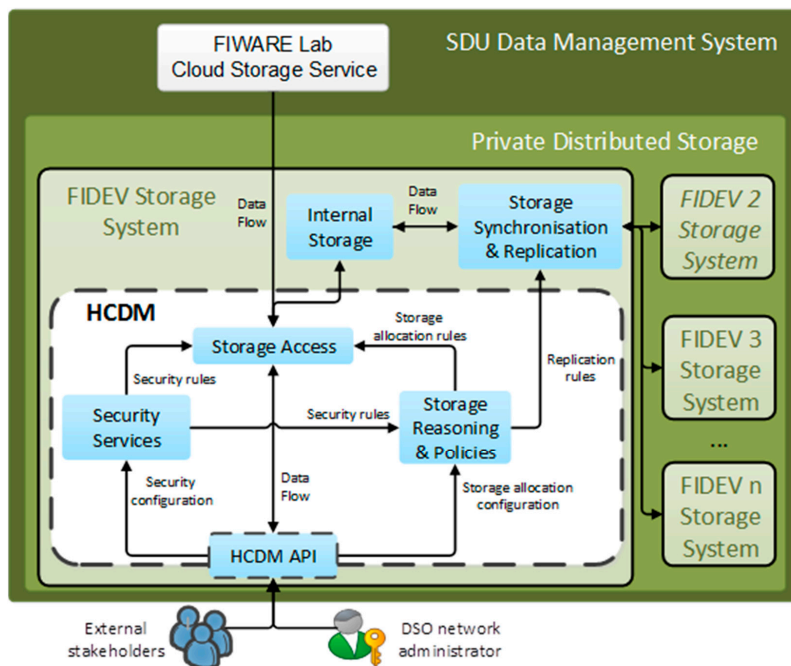 FIWARE Lab
Cloud Storage Service
SDU Data Management System
Private Distributed Storage
FIDEV Storage
System
Data
Flow
Internal
Storage
Data
Flow
Storage
Synchronisation
& Replication
FIDEV 2
Storage
System
HCDM
Storage Access
Storage
allocation rules
Replication
rules
FIDEV 3
Storage
System
...
Security rules
Security
Services
Security rules
Storage
Reasoning
& Policies
Security
configuration
Data
Flow
Storage allocation
configuration
FIDEV n
Storage
System
HCDM API
External
stakeholders
DSO network
administrator